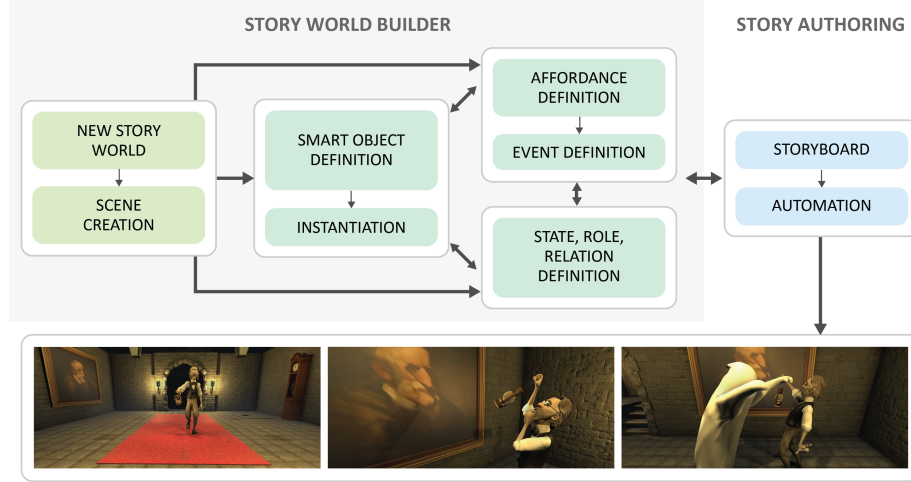 STORY WORLD BUILDER
STORY AUTHORING
NEW STORY
WORLD
SCENE
CREATION
SMART OBJECT
DEFINITION
INSTANTIATION
AFFORDANCE
DEFINITION
EVENT DEFINITION
STATE, ROLE,
RELATION
DEFINITION
STORYBOARD
AUTOMATION